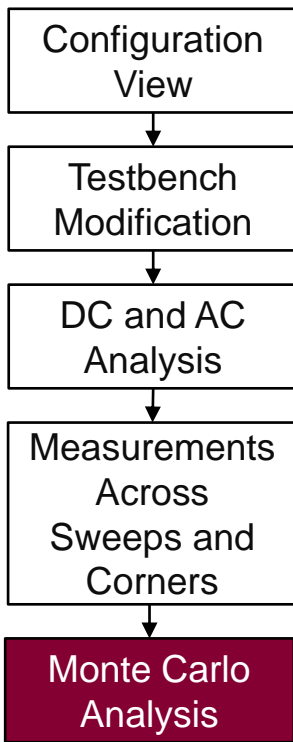 Configuration
View
Testbench
Modification
DC and AC
Analysis
Measurements
Across
Sweeps and
Corners
Monte Carlo
Analysis